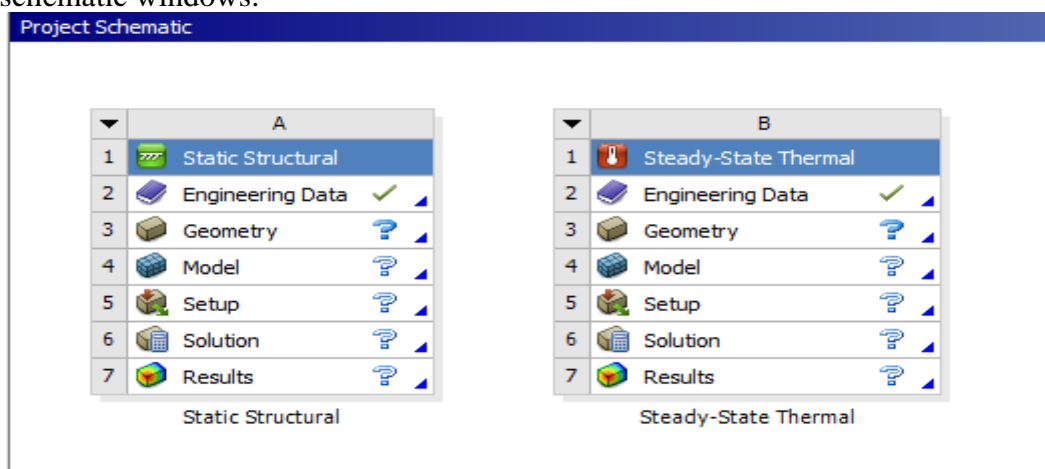 schematic windows.
Project Schematic
A
1 Static Structural
2 Engineering Data
3 Geometry
4 Model
5 Setup
6 Solution
7 Results
Static Structural
B
1 Steady-State Thermal
2 Engineering Data
3 Geometry
4 Model
5 Setup
6 Solution
7 Results
Steady-State Thermal